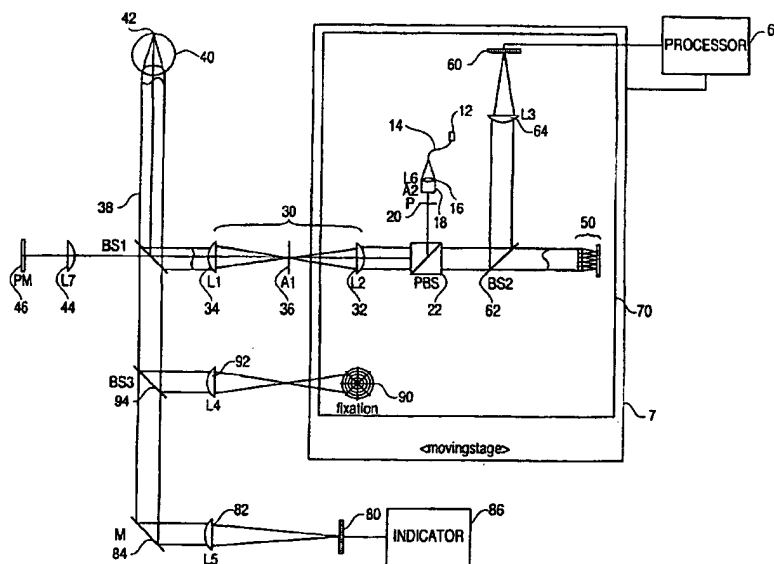 42
40
60
PROCESSOR
6
12
14
L3
64
L6
A2
P
16
18
20
38
30
BS1
PM
L7
L1
A1
L2
PBS
BS2
50
46
44
34
36
32
22
62
70
BS3
92
94
L4
fixation
90
7
<movingstage>
M
82
80
86
84
L5
INDICATOR